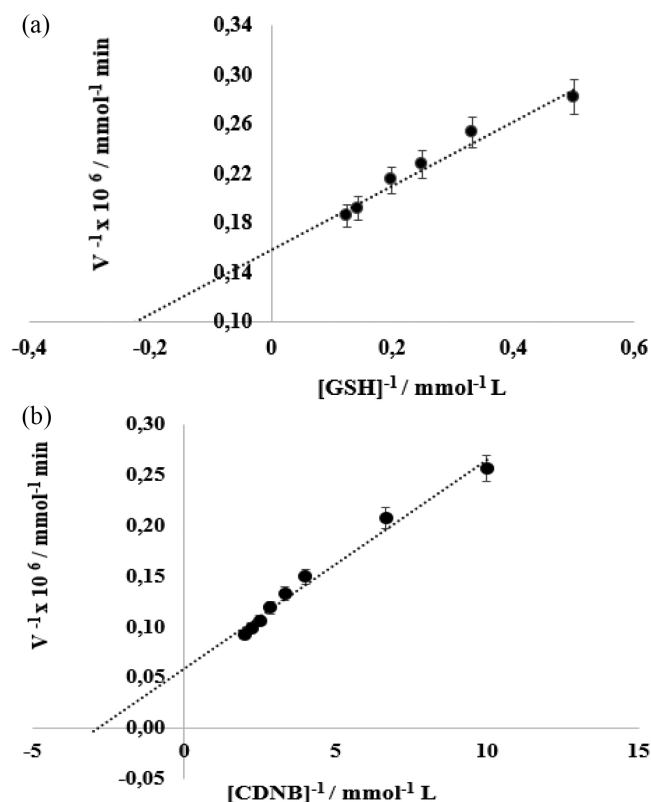 (a)
V ⁻¹ x 10 ⁶ / mmol⁻¹ min
0,34
0,30
0,26
0,22
0,18
0,14
0,10
-0,4 -0,2 0 0,2 0,4 0,6
[GSH]⁻¹ / mmol⁻¹ L
(b)
V ⁻¹ x 10 ⁶ / mmol⁻¹ min
0,30
0,25
0,20
0,15
0,10
0,05
0,00
-0,05
-5 0 5 10 15
[CDNB]⁻¹ / mmol⁻¹ L